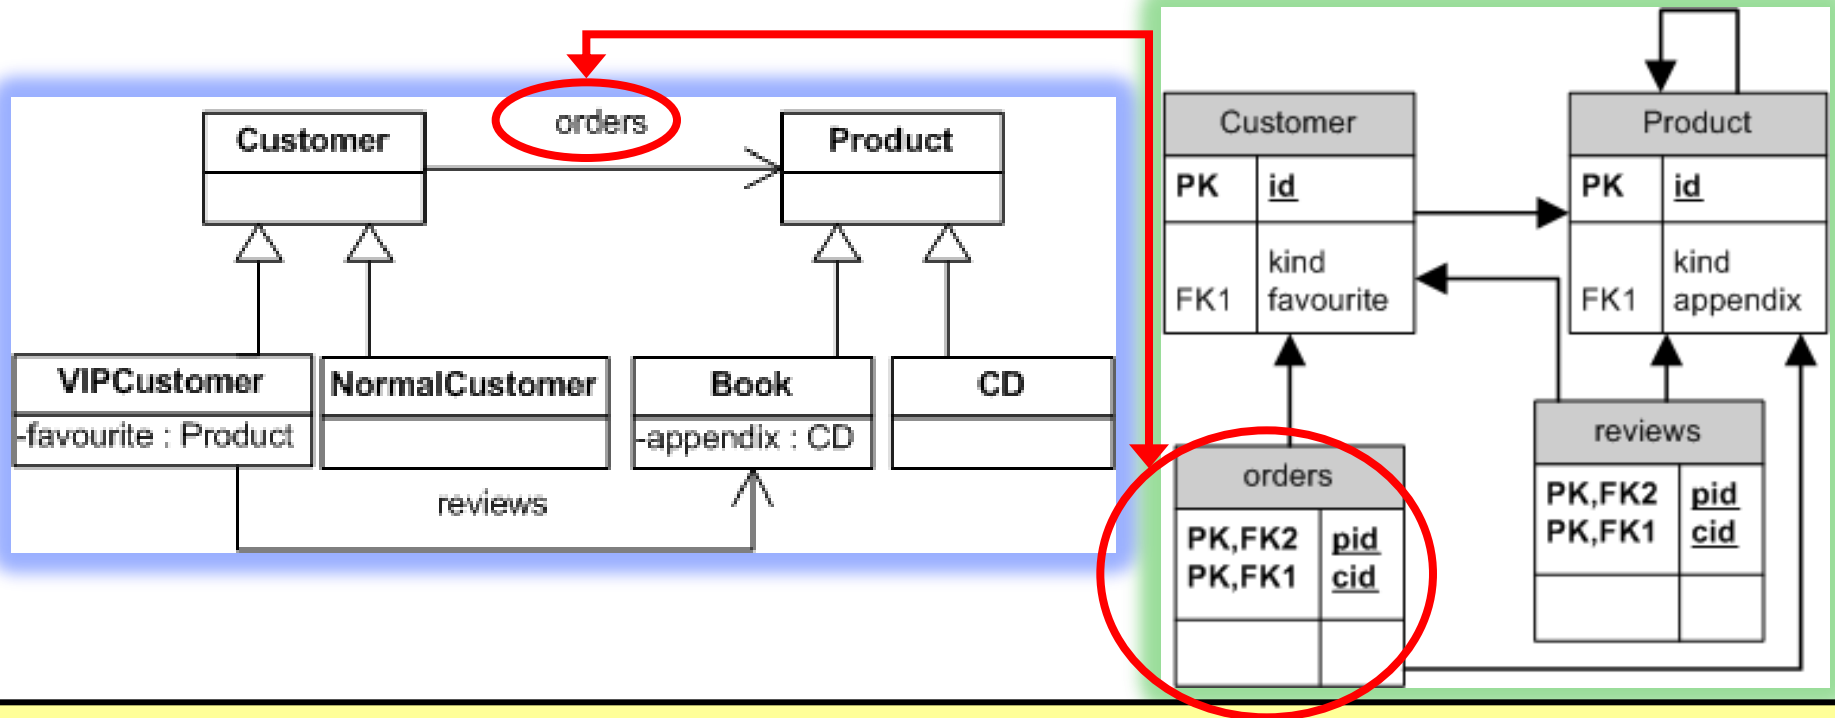 orders
Customer
Product
VIPCustomer
-favourite : Product
NormalCustomer
Book
-appendix : CD
CD
reviews
Customer
PK id
kind
FK1 favourite
Product
PK id
kind
FK1 appendix
orders
PK,FK2 pid
PK,FK1 cid
reviews
PK,FK2 pid
PK,FK1 cid